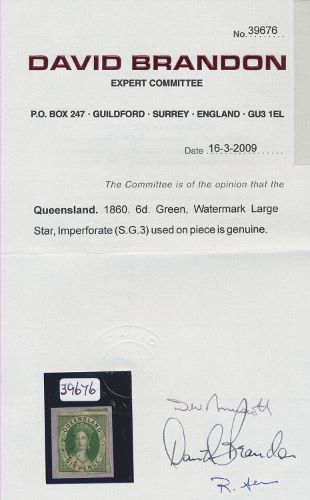 No. 39676
DAVID BRANDON
EXPERT COMMITTEE
P.O. BOX 247 · GUILDFORD · SURREY · ENGLAND · GU3 1EL
Date 16-3-2009
The Committee is of the opinion that the
Queensland. 1860. 6d. Green, Watermark Large
Star, Imperforate (S.G.3) used on piece is genuine.
39676
QUEENSLAND
SIX PENCE
David Brandon